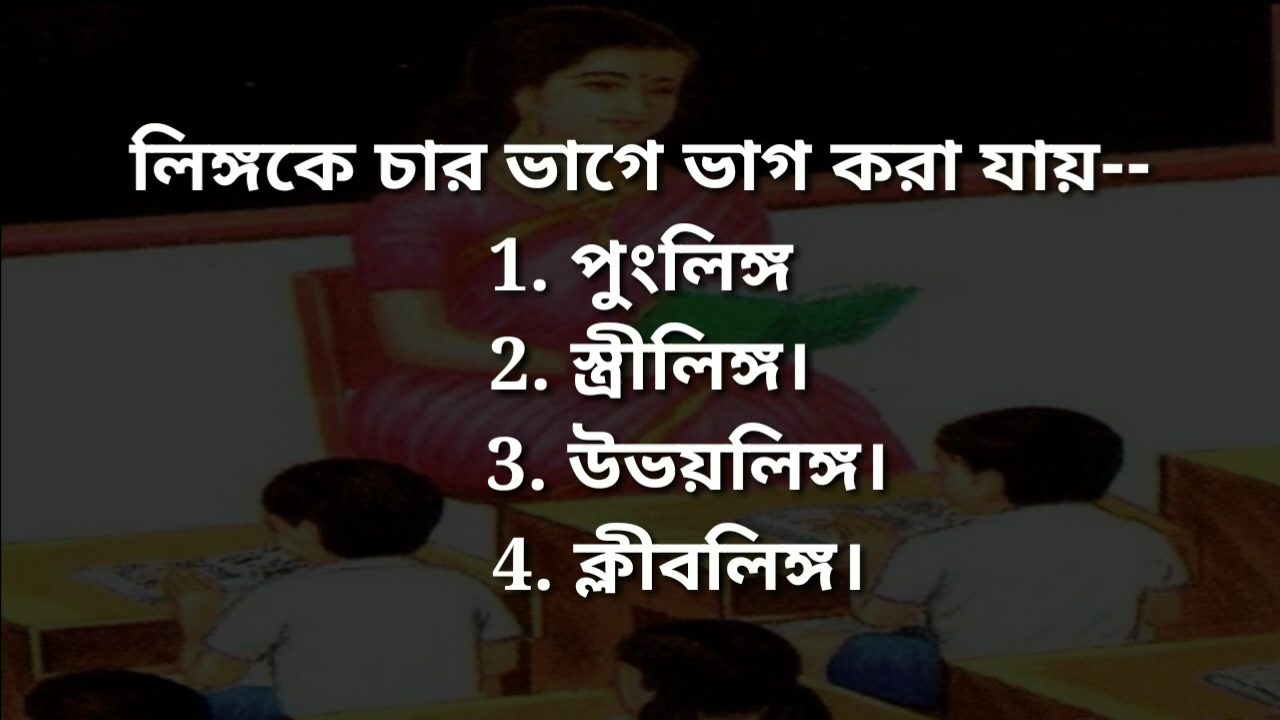 লিঙ্গকে চার ভাগে ভাগ করা যায়--
1. পুংলিঙ্গ
2. স্ত্রীলিঙ্গ।
3. উভয়লিঙ্গ।
4. ক্লীবলিঙ্গ।